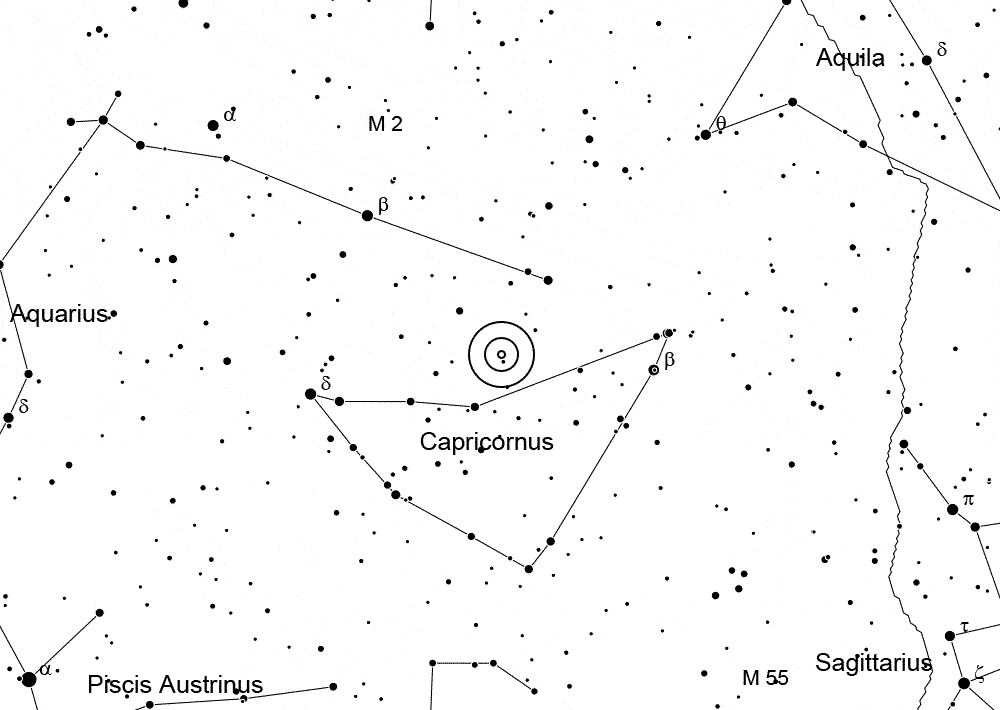 Aquila
δ
α
M 2
θ
β
Aquarius
β
δ
δ
Capricornus
π
τ
Sagittarius
ζ
α
M 55
Piscis Austrinus